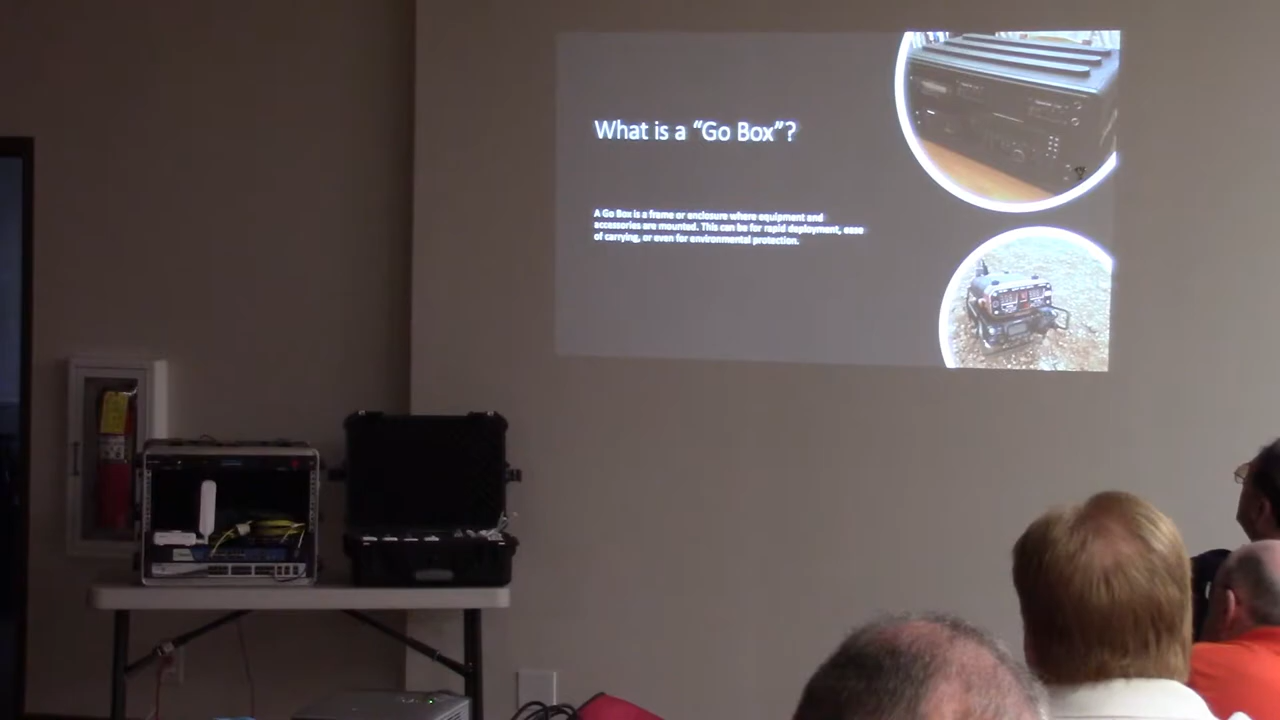 What is a “Go Box”?
A Go Box is a frame or enclosure where equipment and
accessories are mounted. This can be for rapid deployment, ease
of carrying, or even for environmental protection.